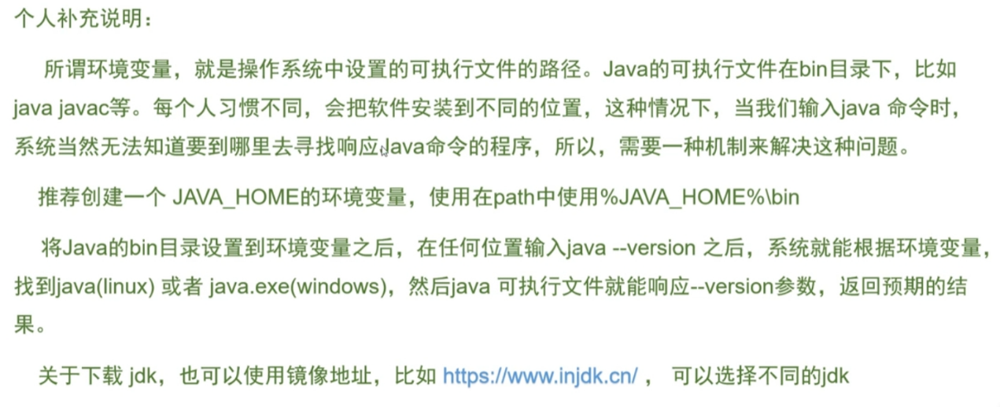 个人补充说明：
所谓环境变量，就是操作系统中设置的可执行文件的路径。Java的可执行文件在bin目录下，比如
java javac等。每个人习惯不同，会把软件安装到不同的位置，这种情况下，当我们输入java 命令时，
系统当然无法知道要到哪里去寻找响应Java命令的程序，所以，需要一种机制来解决这种问题。
推荐创建一个 JAVA_HOME的环境变量，使用在path中使用%JAVA_HOME%\bin
将Java的bin目录设置到环境变量之后，在任何位置输入java --version 之后，系统就能根据环境变量，
找到java(linux) 或者 java.exe(windows)，然后java 可执行文件就能响应--version参数，返回预期的结
果。
关于下载 jdk，也可以使用镜像地址，比如 https://www.injdk.cn/ ， 可以选择不同的jdk